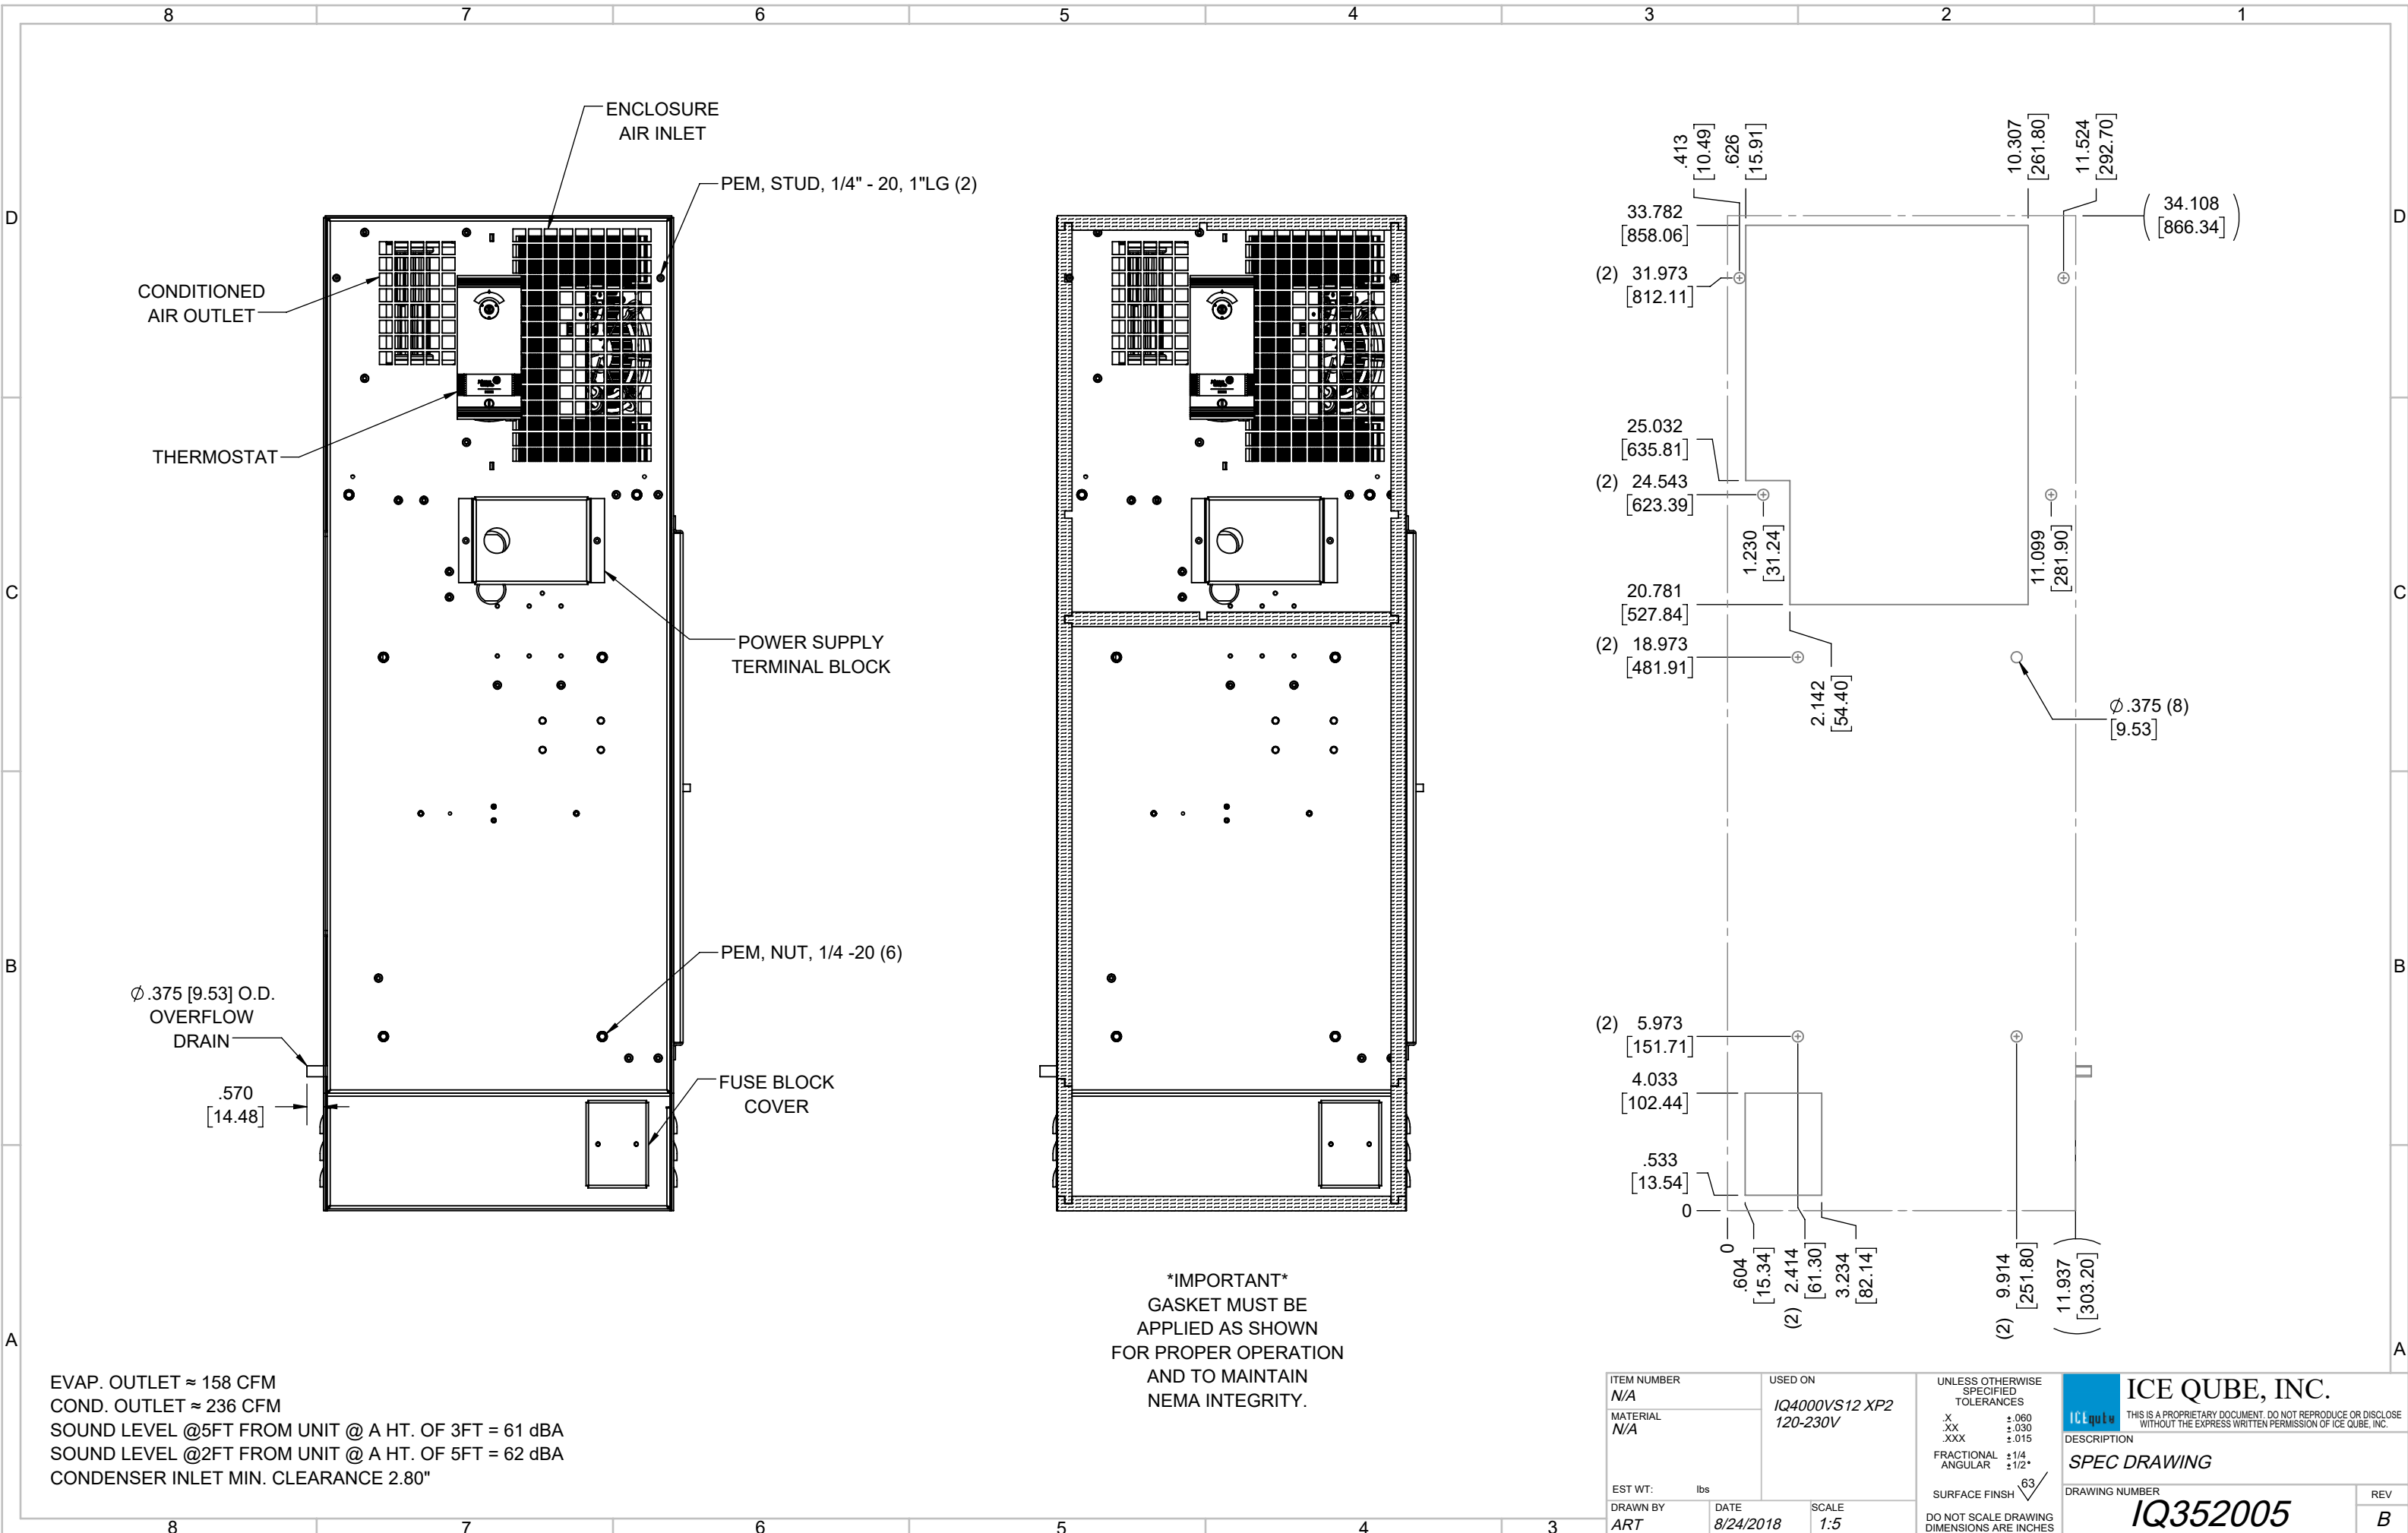 8 7 6 5 4 3 2 1
D
C
B
A
D
C
B
A
ENCLOSURE
AIR INLET
PEM, STUD, 1/4" - 20, 1"LG (2)
CONDITIONED
AIR OUTLET
THERMOSTAT
POWER SUPPLY
TERMINAL BLOCK
PEM, NUT, 1/4 -20 (6)
Ø.375 [9.53] O.D.
OVERFLOW
DRAIN
.570
[14.48]
FUSE BLOCK
COVER
*IMPORTANT*
GASKET MUST BE
APPLIED AS SHOWN
FOR PROPER OPERATION
AND TO MAINTAIN
NEMA INTEGRITY.
.413
[10.49]
.626
[15.91]
10.307
[261.80]
11.524
[292.70]
(34.108
[866.34])
33.782
[858.06]
(2) 31.973
[812.11]
25.032
[635.81]
(2) 24.543
[623.39]
1.230
[31.24]
11.099
[281.90]
20.781
[527.84]
(2) 18.973
[481.91]
2.142
[54.40]
Ø.375 (8)
[9.53]
(2) 5.973
[151.71]
4.033
[102.44]
.533
[13.54]
0
0
.604
[15.34]
(2) 2.414
[61.30]
3.234
[82.14]
(2) 9.914
[251.80]
(11.937
[303.20])
EVAP. OUTLET ≈ 158 CFM
COND. OUTLET ≈ 236 CFM
SOUND LEVEL @5FT FROM UNIT @ A HT. OF 3FT = 61 dBA
SOUND LEVEL @2FT FROM UNIT @ A HT. OF 5FT = 62 dBA
CONDENSER INLET MIN. CLEARANCE 2.80"
ITEM NUMBER
N/A
MATERIAL
N/A
EST WT: lbs
DRAWN BY
ART
USED ON
IQ4000VS12 XP2
120-230V
DATE
8/24/2018
SCALE
1:5
UNLESS OTHERWISE
SPECIFIED
TOLERANCES
.X ±.060
.XX ±.030
.XXX ±.015
FRACTIONAL ±1/4
ANGULAR ±1/2°
SURFACE FINSH 63
DO NOT SCALE DRAWING
DIMENSIONS ARE INCHES
ICEqube
ICE QUBE, INC.
THIS IS A PROPRIETARY DOCUMENT. DO NOT REPRODUCE OR DISCLOSE
WITHOUT THE EXPRESS WRITTEN PERMISSION OF ICE QUBE, INC.
DESCRIPTION
SPEC DRAWING
DRAWING NUMBER
IQ352005
REV
B
8 7 6 5 4 3